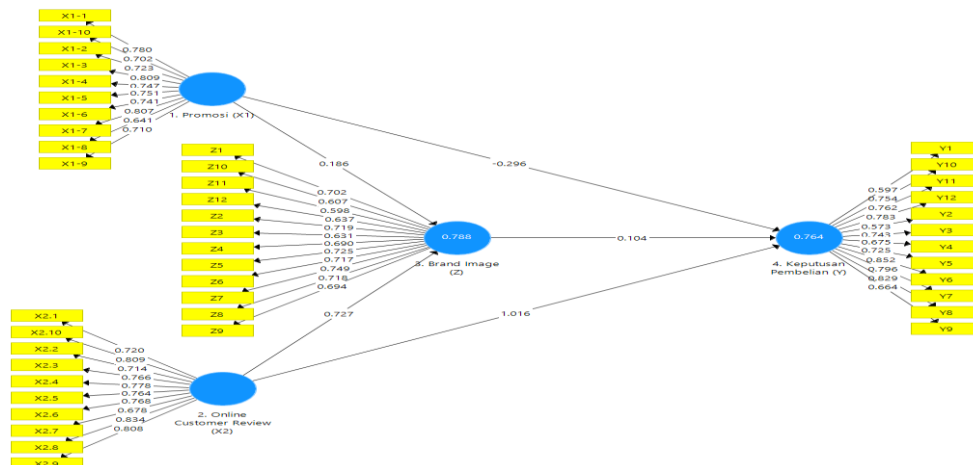 X1-1
X1-10
X1-2
X1-3
X1-4
X1-5
X1-6
X1-7
X1-8
X1-9
0.780
0.702
0.723
0.809
0.747
0.751
0.741
0.807
0.641
0.710
1. Promosi (X1)
0.186
-0.296
Z1
Z10
Z11
Z12
Z2
Z3
Z4
Z5
Z6
Z7
Z8
Z9
0.702
0.607
0.598
0.637
0.719
0.631
0.690
0.725
0.717
0.749
0.718
0.694
0.788
3. Brand Image
(Z)
0.104
0.764
4. Keputusan
Pembelian (Y)
0.597
0.754
0.762
0.783
0.573
0.743
0.675
0.725
0.852
0.796
0.829
0.664
Y1
Y10
Y11
Y12
Y2
Y3
Y4
Y5
Y6
Y7
Y8
Y9
0.727
1.016
X2.1
X2.10
X2.2
X2.3
X2.4
X2.5
X2.6
X2.7
X2.8
X2.9
0.720
0.809
0.714
0.766
0.778
0.764
0.768
0.678
0.834
0.808
2. Online
Customer Review
(X2)